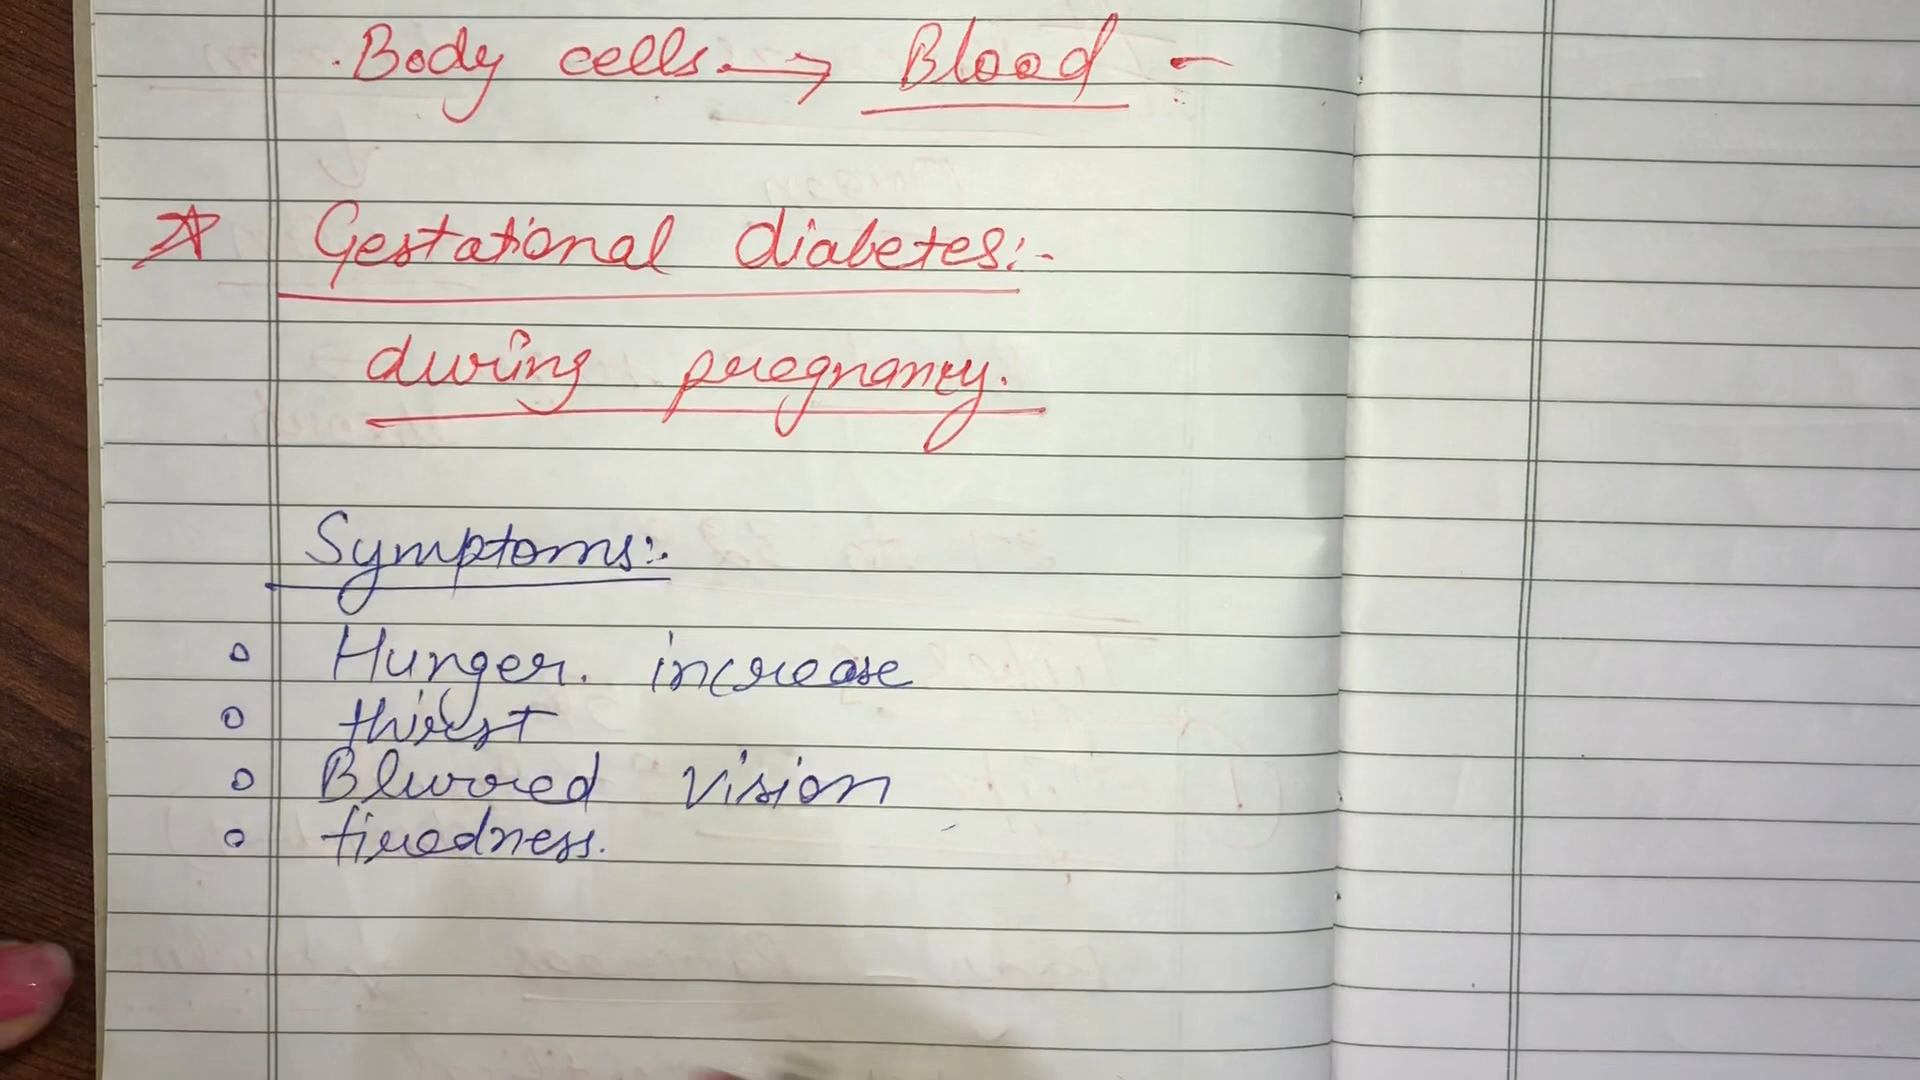 . Body cells. → Blood -
☆ Gestational diabetes:-
during pregnancy.
Symptoms:-
o Hunger. increase
o thirst
o Blurred vision
o tiredness.